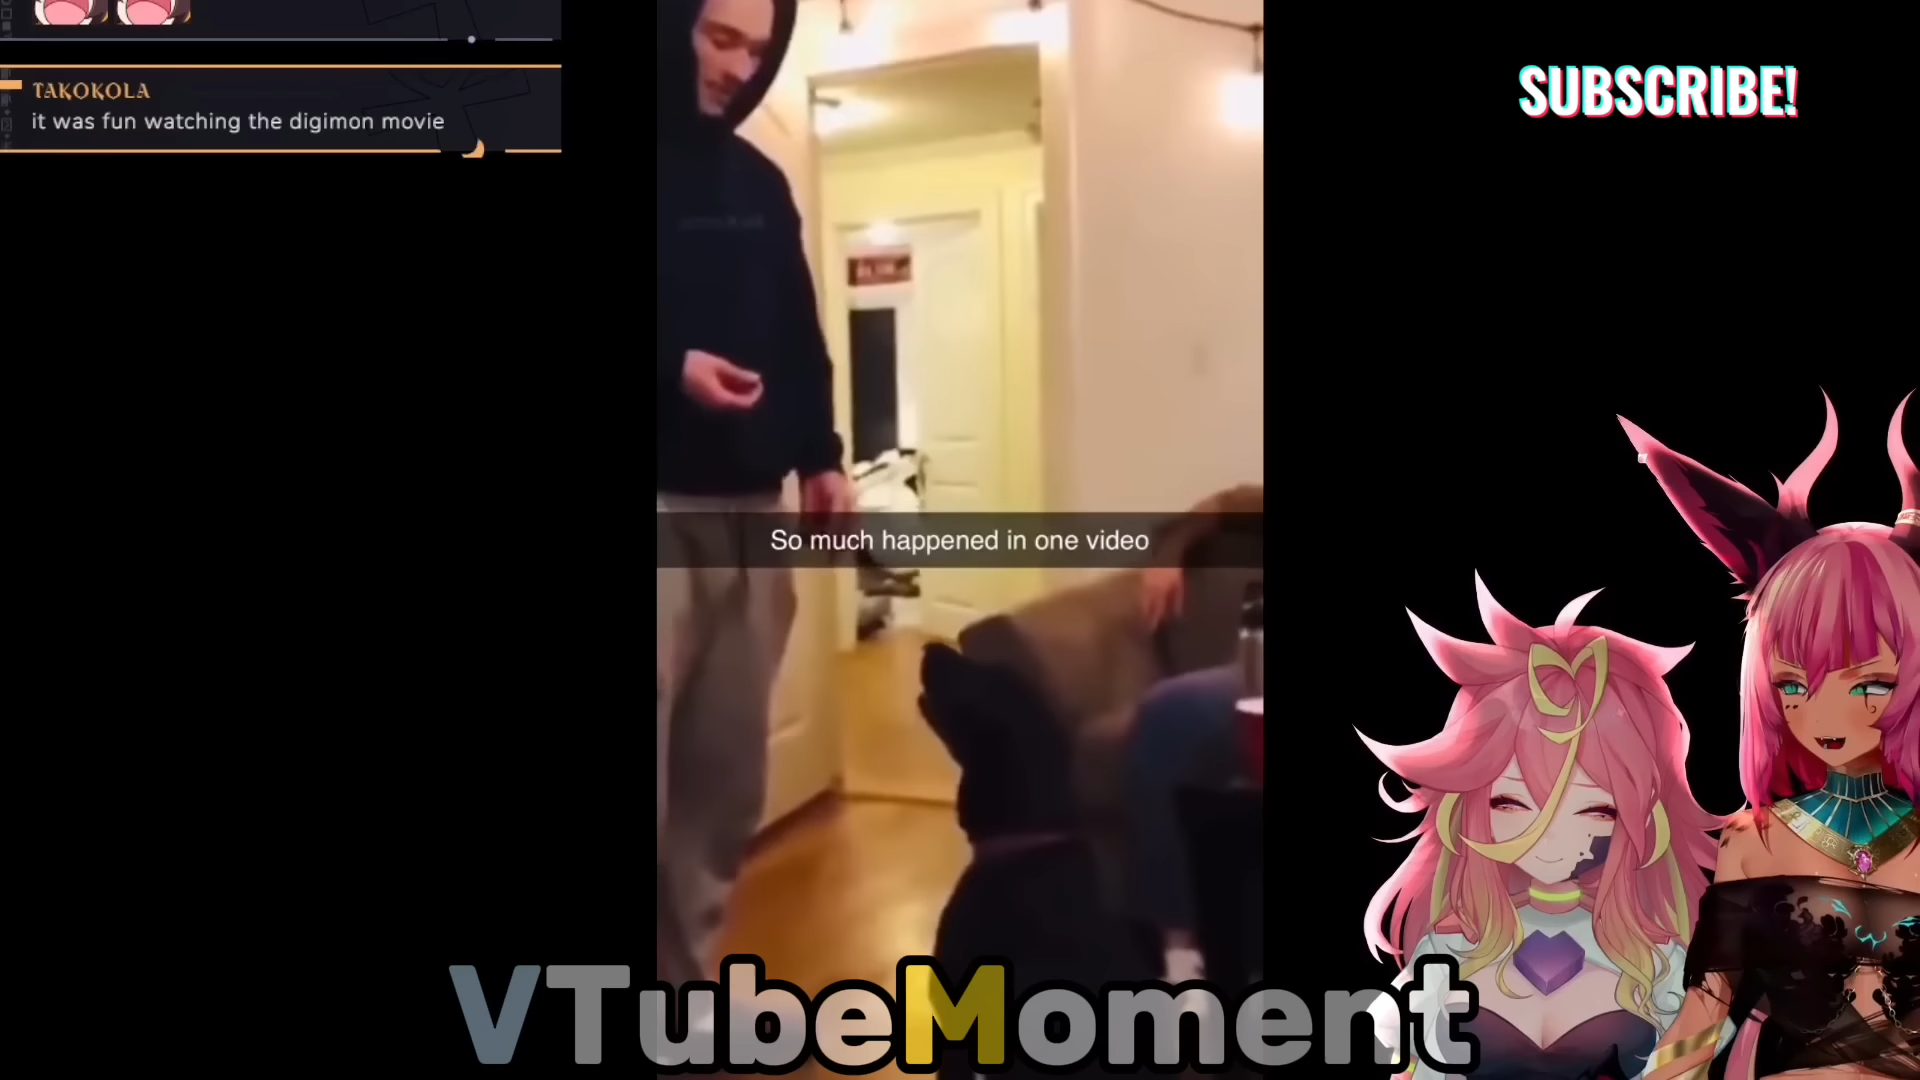 TAKOKOLA
it was fun watching the digimon movie
SUBSCRIBE!
So much happened in one video
VTubeMoment